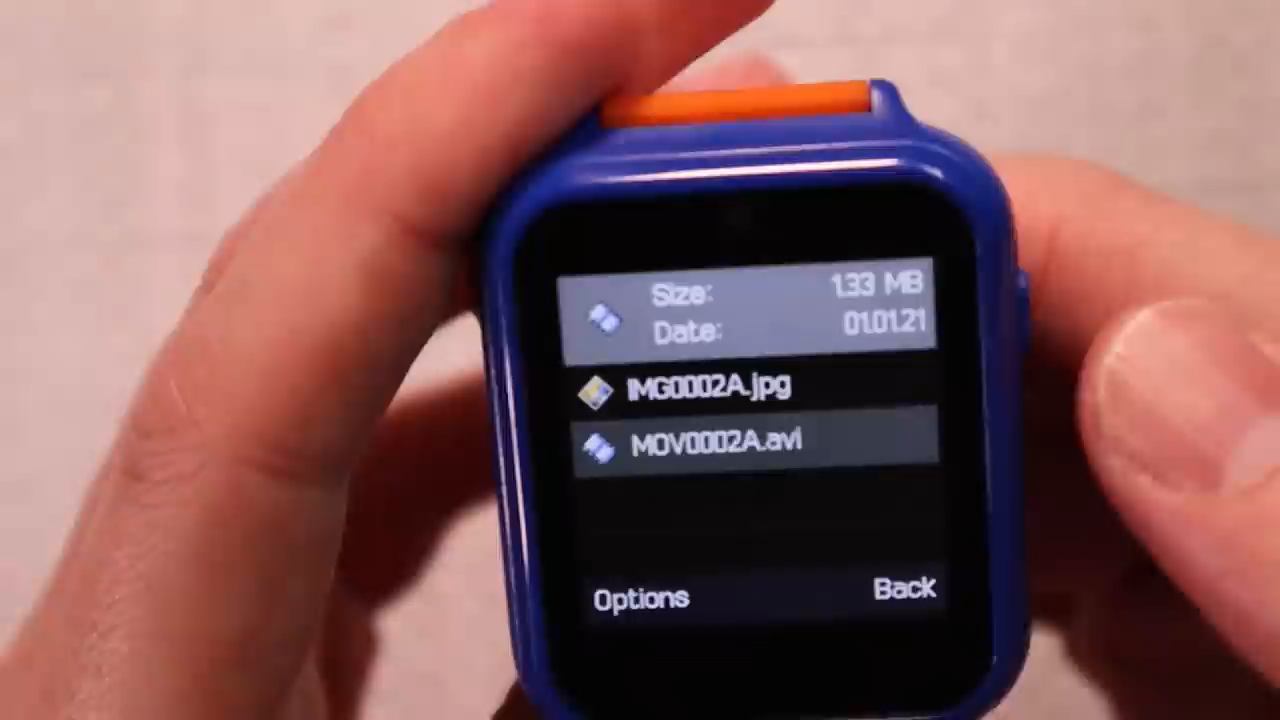 Size: 1.33 MB
Date: 01.01.21
IMG0002A.jpg
MOV0002A.avi
Options Back